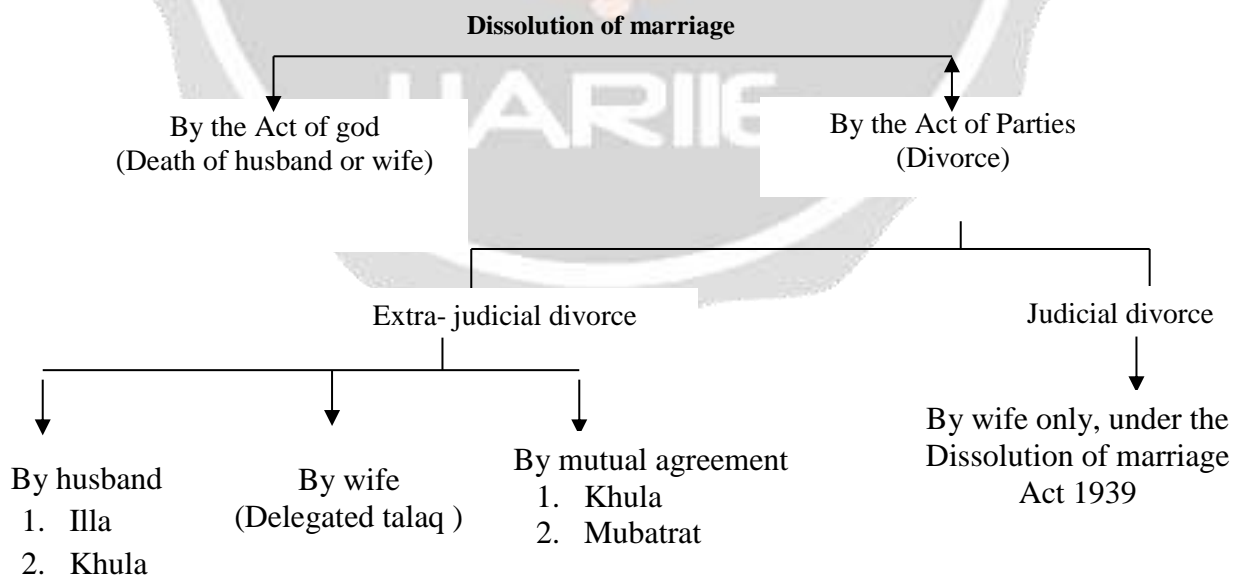 Dissolution of marriage
IJARIIE
By the Act of god
(Death of husband or wife)
By the Act of Parties
(Divorce)
Extra- judicial divorce
Judicial divorce
By husband
1. Illa
2. Khula
By wife
(Delegated talaq )
By mutual agreement
1. Khula
2. Mubatrat
By wife only, under the
Dissolution of marriage
Act 1939